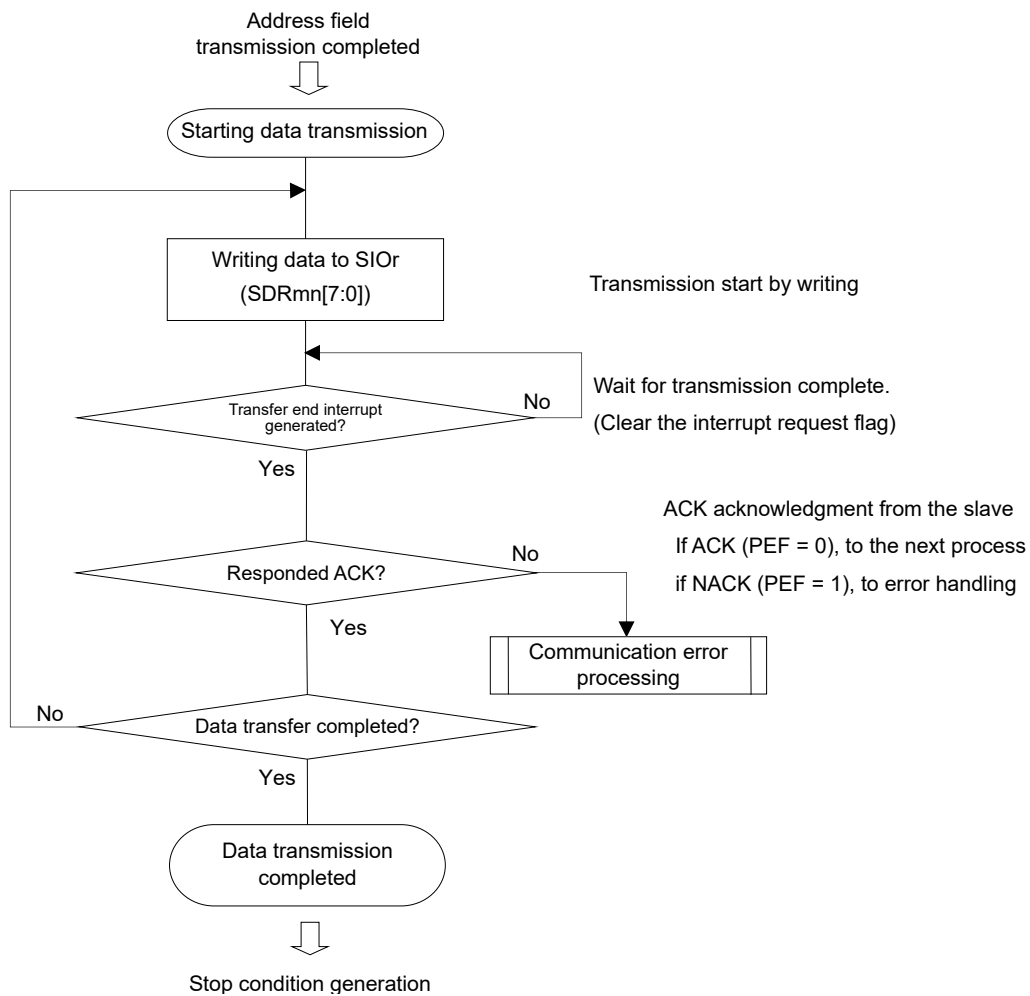 Address field
transmission completed
Starting data transmission
Writing data to SIOr
(SDRmn[7:0])
Transmission start by writing
Transfer end interrupt
generated?
No
Wait for transmission complete.
(Clear the interrupt request flag)
Yes
ACK acknowledgment from the slave
If ACK (PEF = 0), to the next process
if NACK (PEF = 1), to error handling
Responded ACK?
No
Yes
Communication error
processing
Data transfer completed?
No
Yes
Data transmission
completed
Stop condition generation